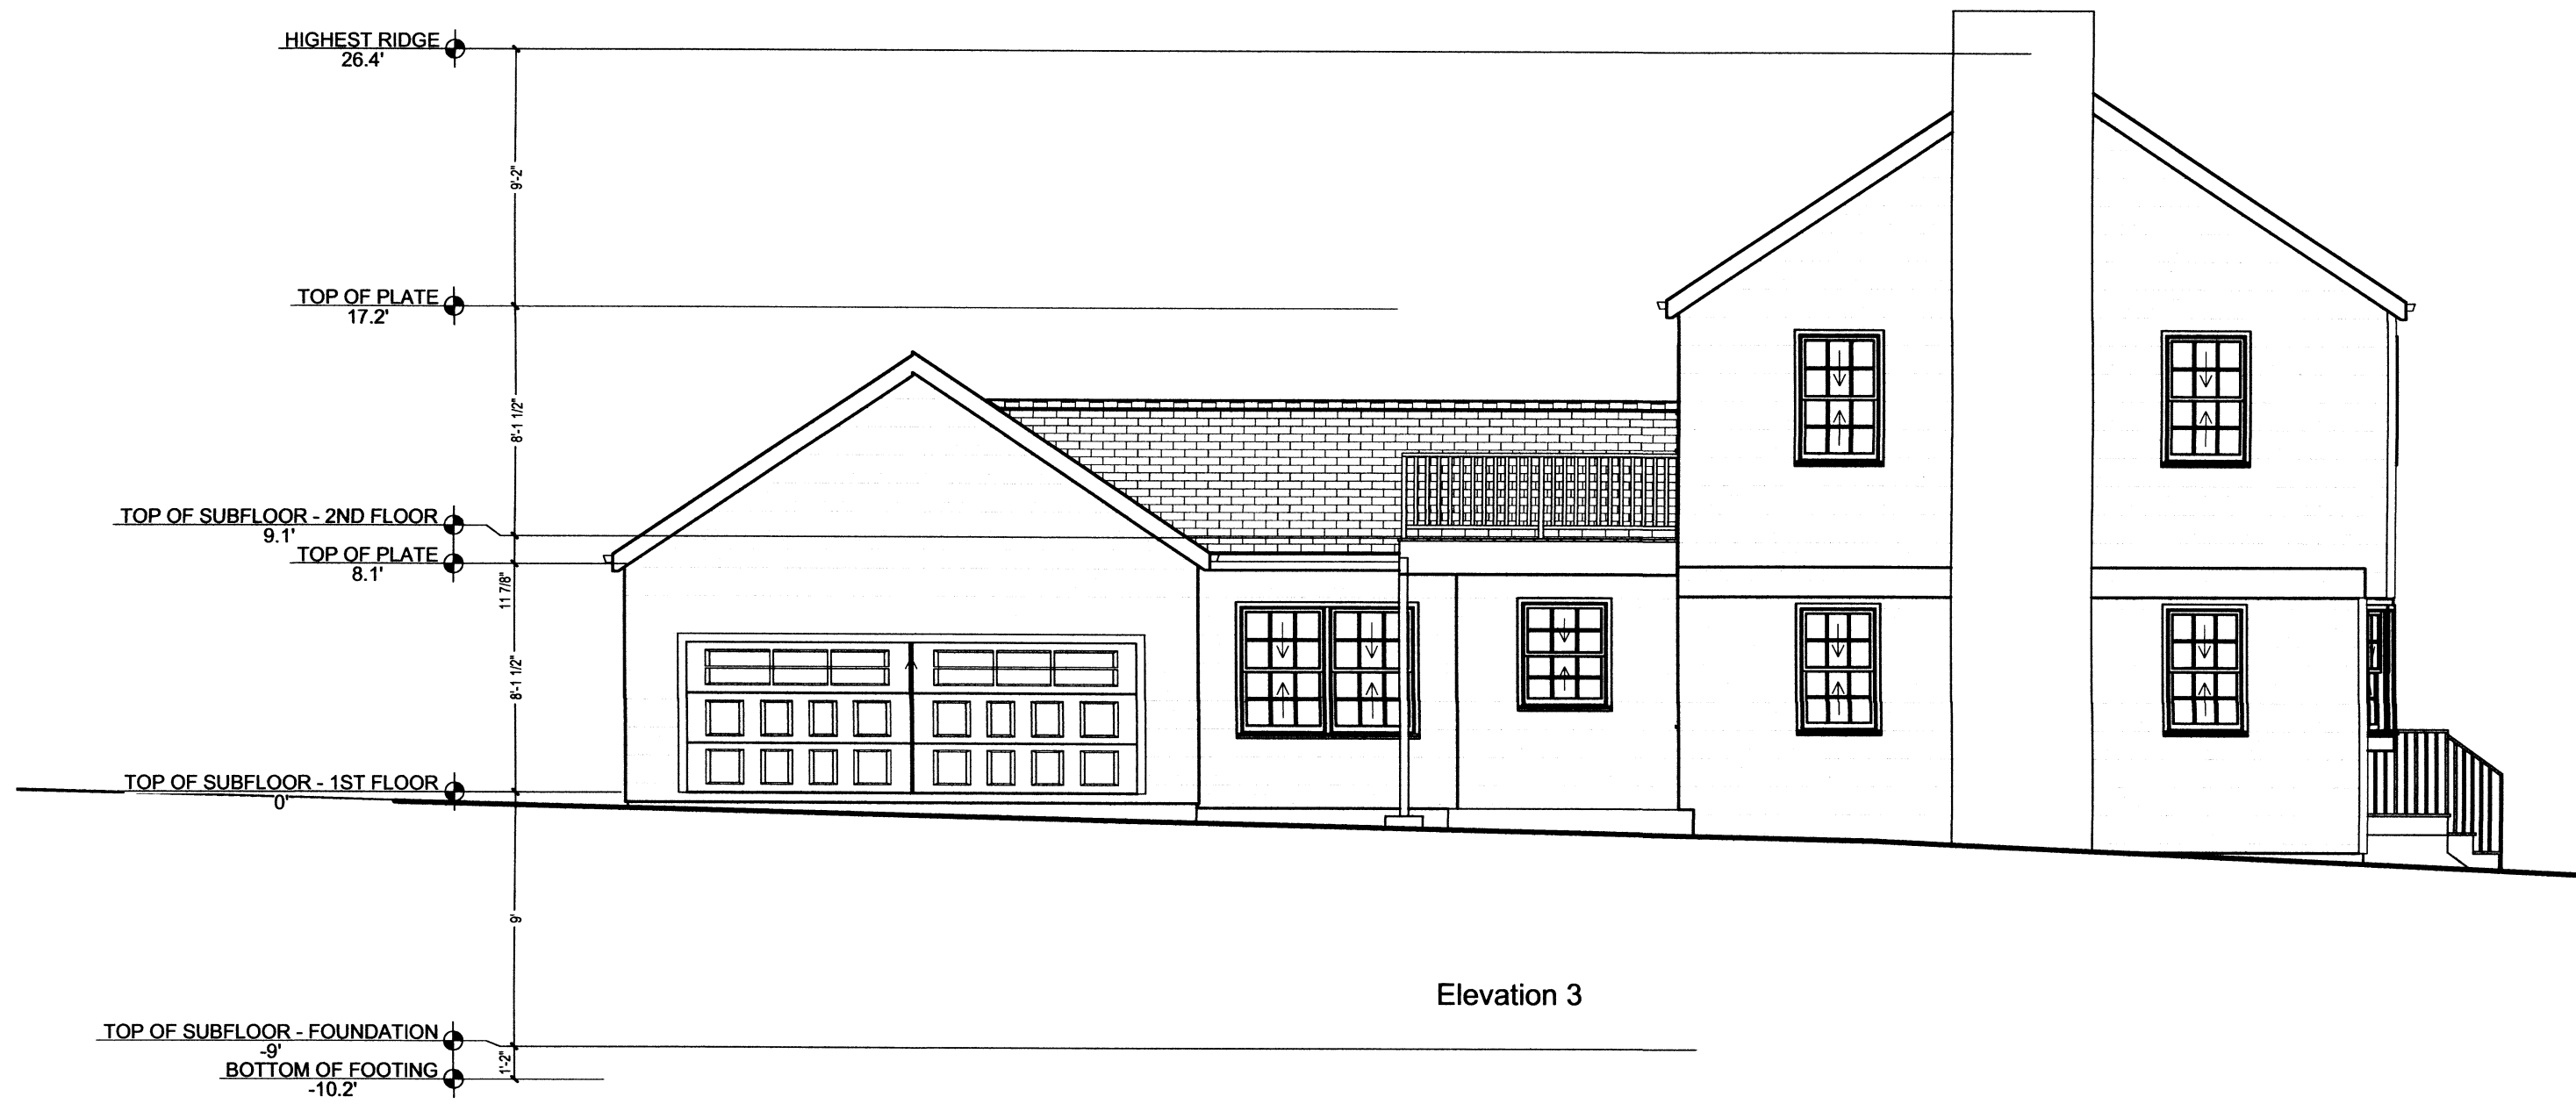 HIGHEST RIDGE
26.4'
9'-2"
TOP OF PLATE
17.2'
8'-1 1/2"
TOP OF SUBFLOOR - 2ND FLOOR
9.1'
TOP OF PLATE
8.1'
11 7/8"
8'-1 1/2"
TOP OF SUBFLOOR - 1ST FLOOR
0'
9'
Elevation 3
TOP OF SUBFLOOR - FOUNDATION
-9'
1'-2"
BOTTOM OF FOOTING
-10.2'